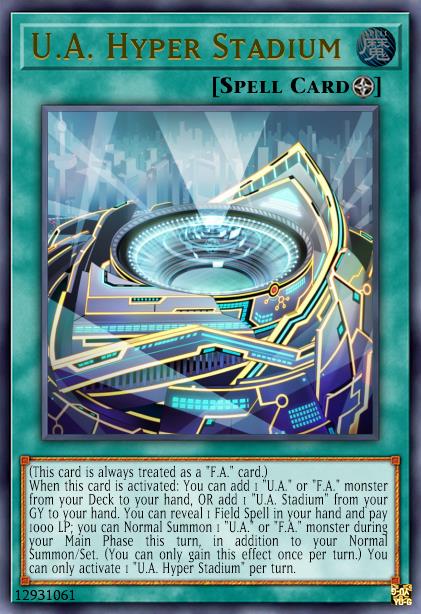 U.A. Hyper Stadium
[Spell Card]
(This card is always treated as a "F.A." card.)
When this card is activated: You can add 1 "U.A." or "F.A." monster
from your Deck to your hand, OR add 1 "U.A. Stadium" from your
GY to your hand. You can reveal 1 Field Spell in your hand and pay
1000 LP; you can Normal Summon 1 "U.A." or "F.A." monster during
your Main Phase this turn, in addition to your Normal
Summon/Set. (You can only gain this effect once per turn.) You
can only activate 1 "U.A. Hyper Stadium" per turn.
12931061